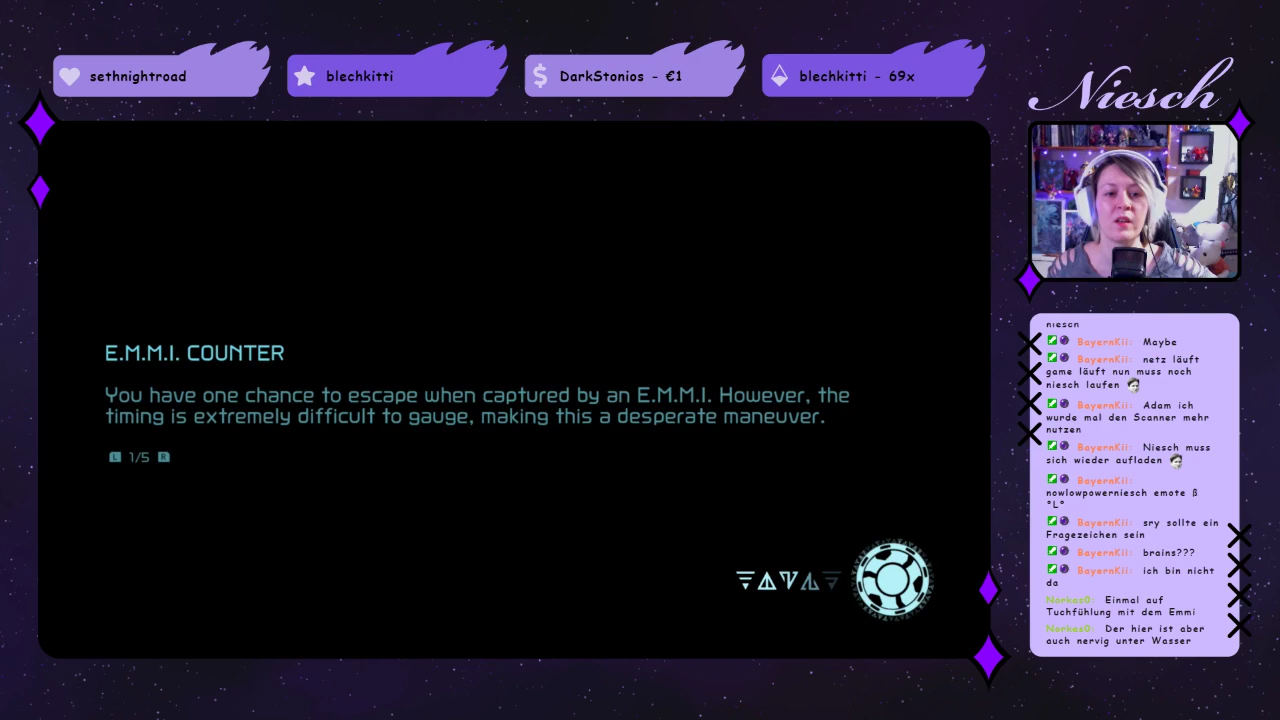 sethnightroad
blechkitti
DarkStonios - €1
blechkitti - 69x
Niesch
E.M.M.I. COUNTER
You have one chance to escape when captured by an E.M.M.I. However, the
timing is extremely difficult to gauge, making this a desperate maneuver.
L 1/5 R
niesch
BayernKii: Maybe
BayernKii: netz läuft
game läuft nun muss noch
niesch laufen
BayernKii: Adam ich
wurde mal den Scanner mehr
nutzen
BayernKii: Niesch muss
sich wieder aufladen
BayernKii:
nowlowpowerniesch emote ß
°L°
BayernKii: sry sollte ein
Fragezeichen sein
BayernKii: brains???
BayernKii: ich bin nicht
da
Norkas0: Einmal auf
Tuchfühlung mit dem Emmi
Norkas0: Der hier ist aber
auch nervig unter Wasser